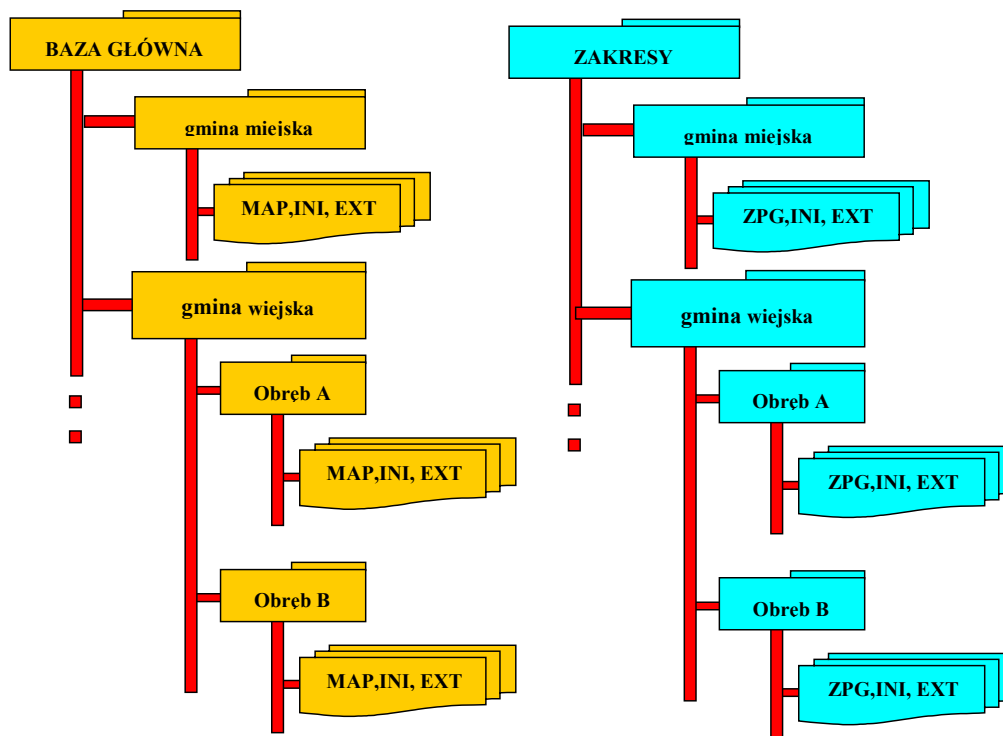 BAZA GŁÓWNA
gmina miejska
MAP,INI, EXT
gmina wiejska
Obręb A
MAP,INI, EXT
Obręb B
MAP,INI, EXT
ZAKRESY
gmina miejska
ZPG,INI, EXT
gmina wiejska
Obręb A
ZPG,INI, EXT
Obręb B
ZPG,INI, EXT